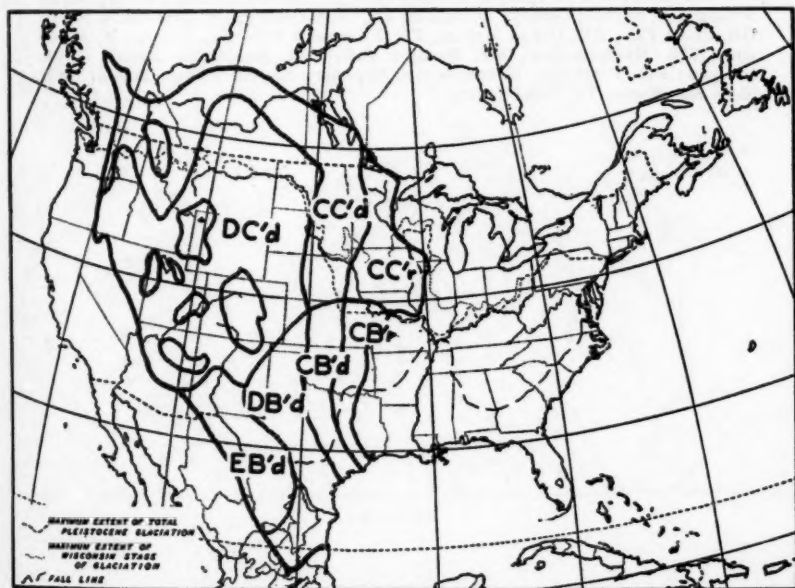 CC'd
DC'd
CC'r
CB'r
CB'd
DB'd
EB'd
MAXIMUM EXTENT OF TOTAL
PLEISTOCENE GLACIATION
MAXIMUM EXTENT OF
WISCONSIN STAGE
OF GLACIATION
FALL LINE